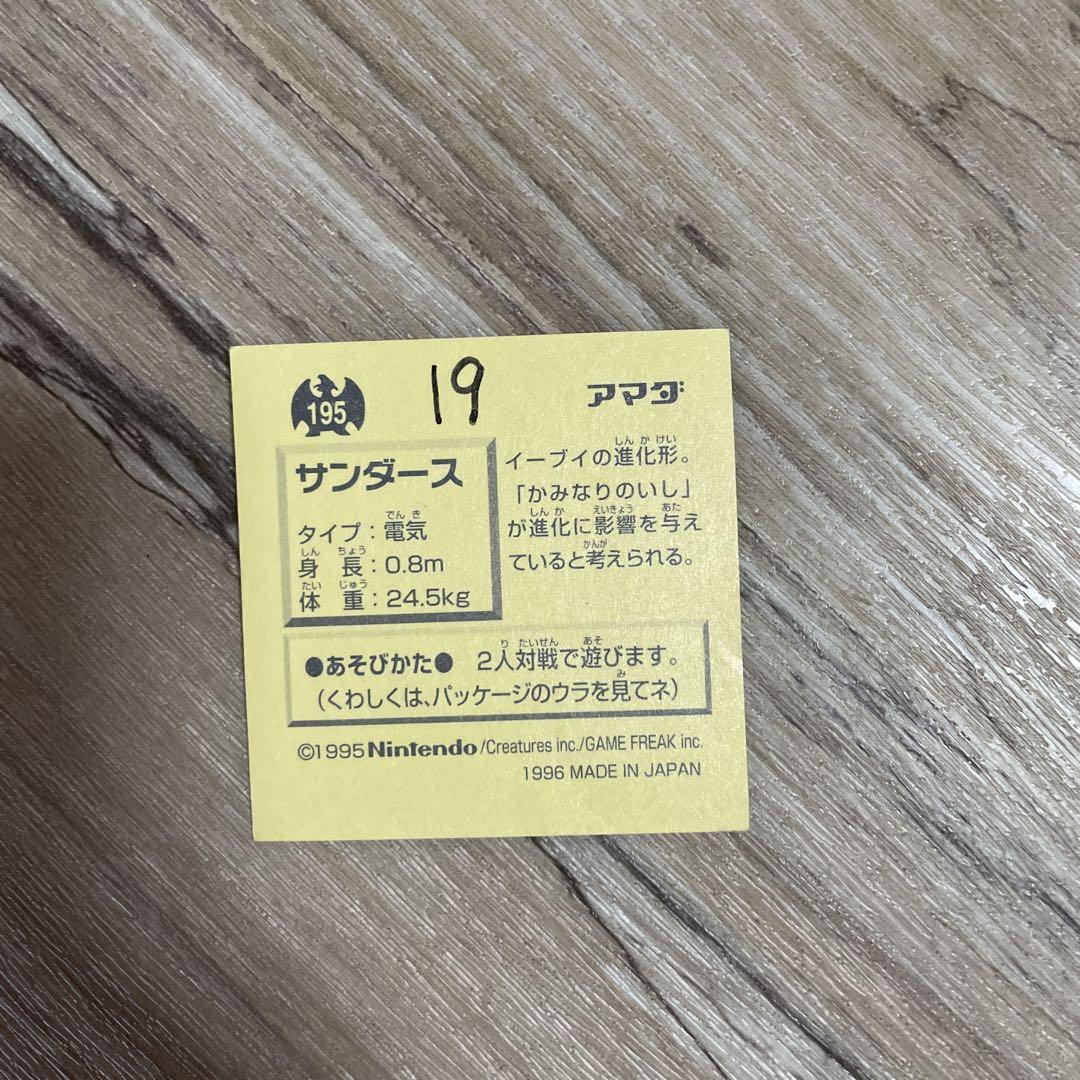 195
19
アマダ
サンダース
タイプ：電気
身長：0.8m
体重：24.5kg
イーブイの進化形。
「かみなりのいし」
が進化に影響を与え
ていると考えられる。
●あそびかた● 2人対戦で遊びます。
（くわしくは、パッケージのウラを見てネ）
©1995 Nintendo/Creatures inc./GAME FREAK inc.
1996 MADE IN JAPAN